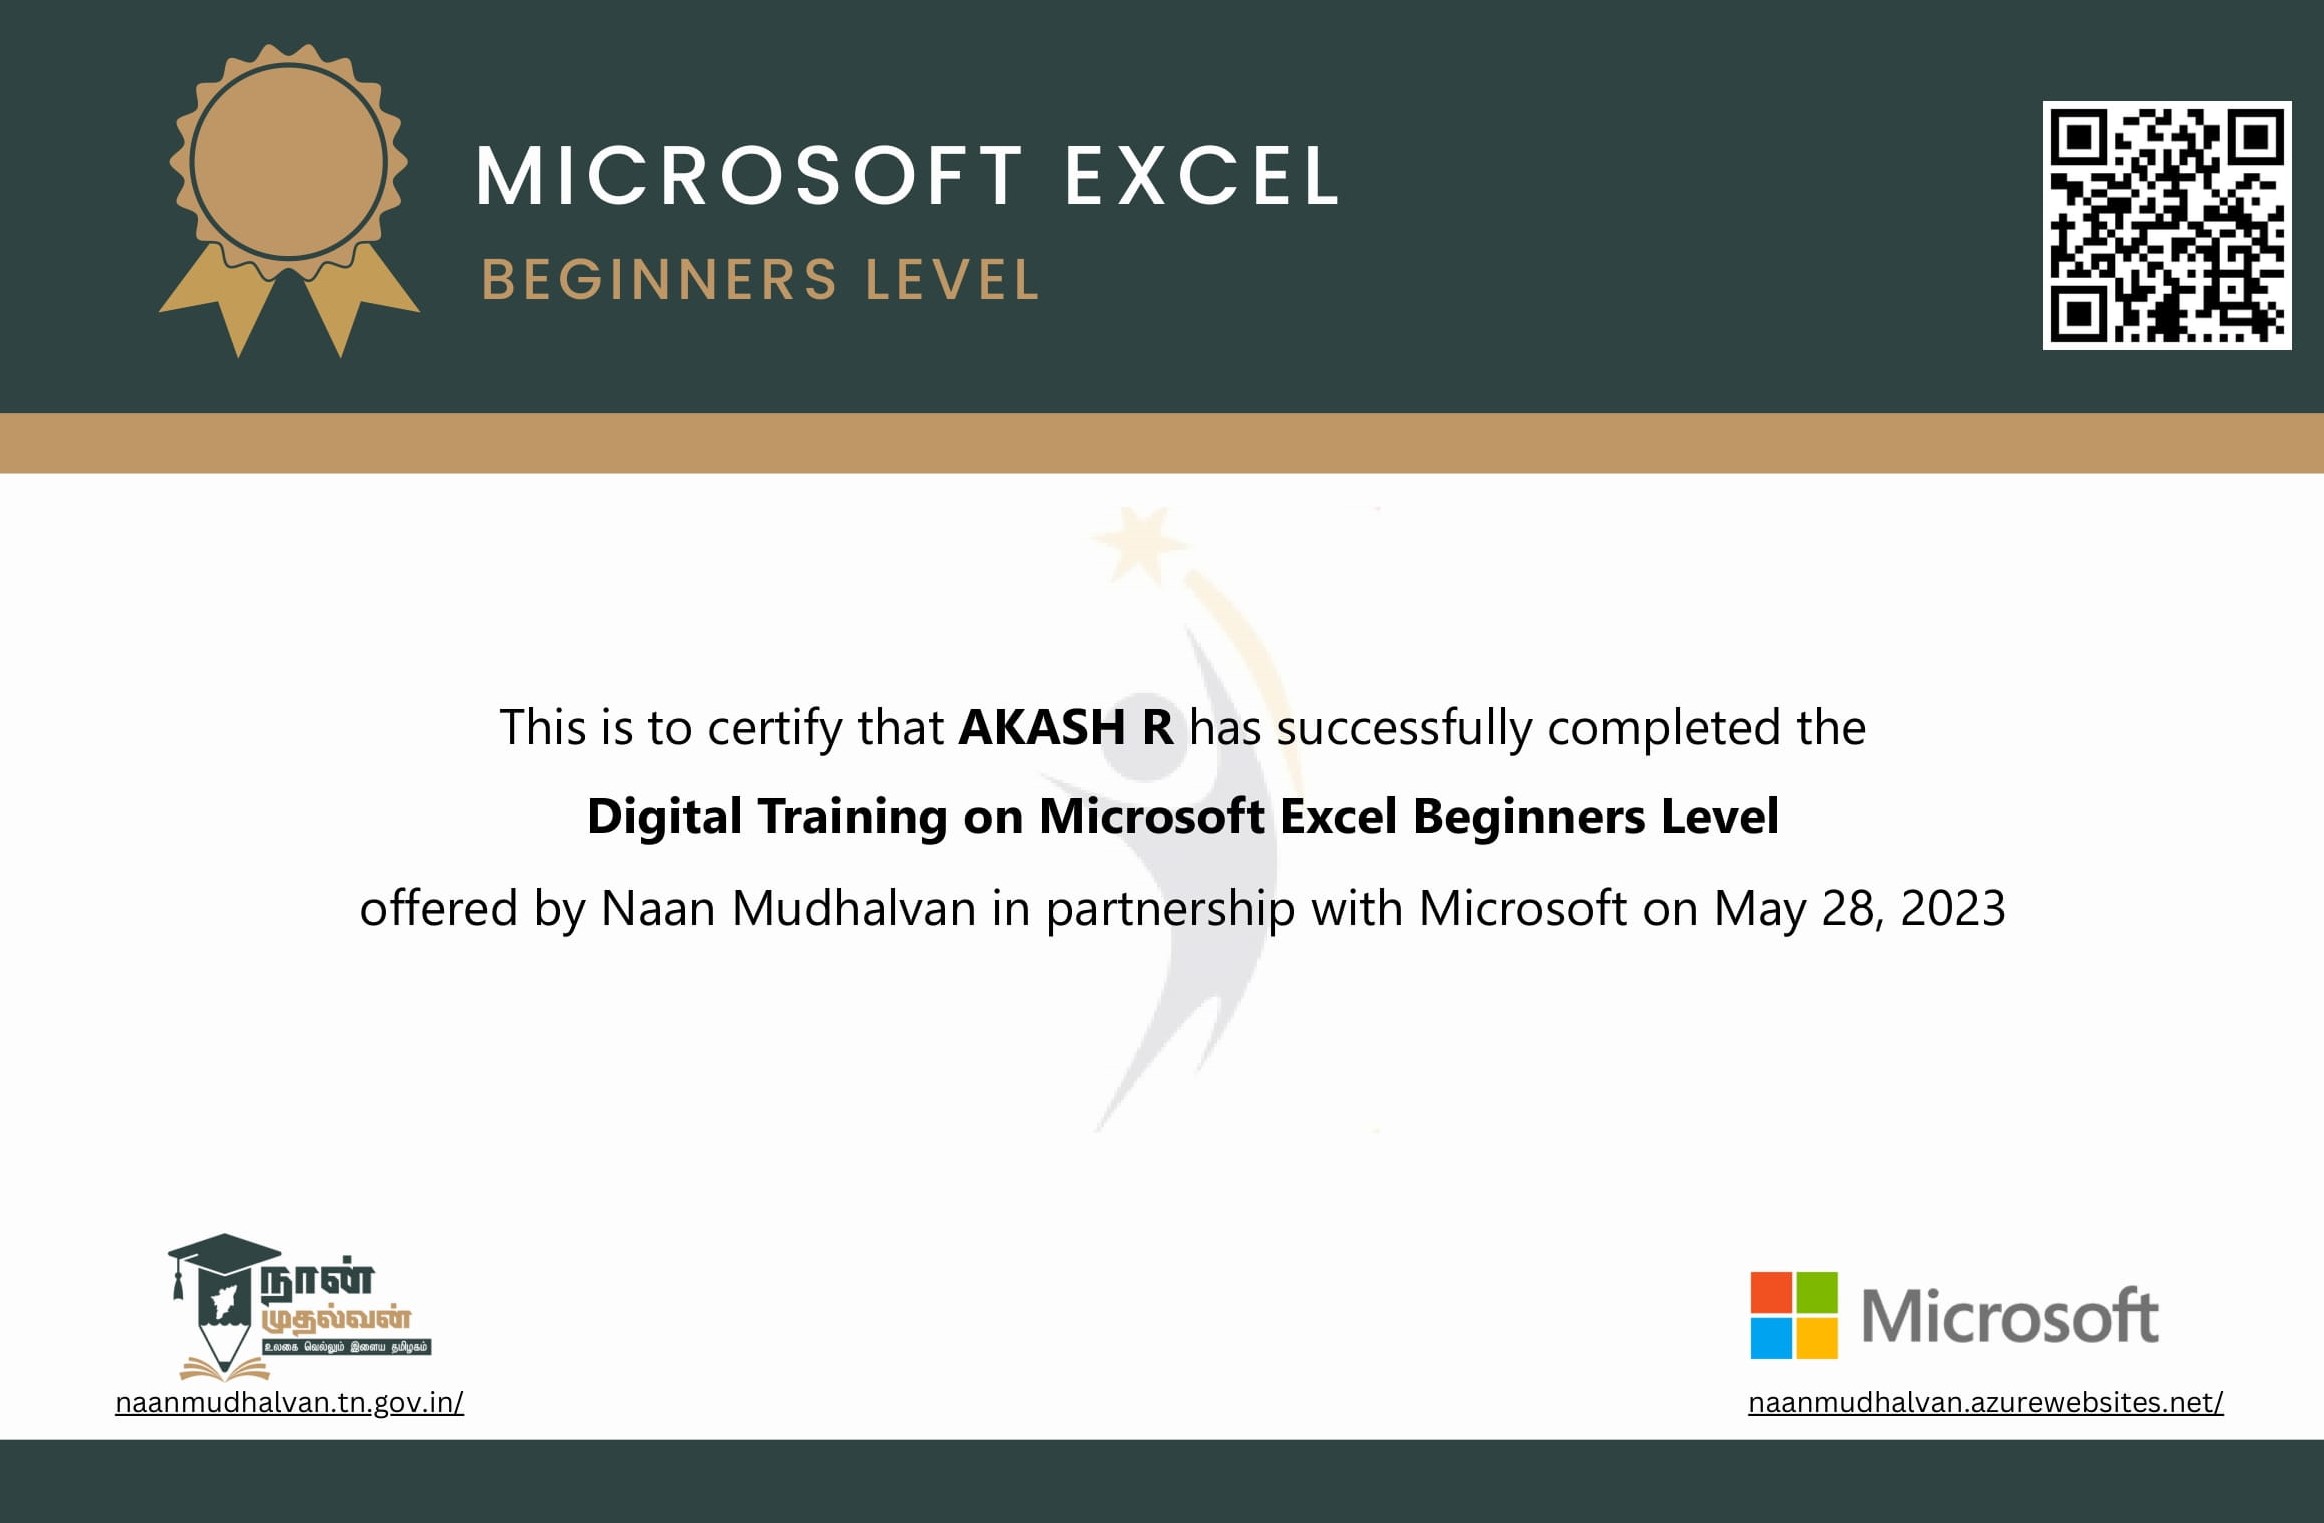 MICROSOFT EXCEL
BEGINNERS LEVEL
This is to certify that AKASH R has successfully completed the
Digital Training on Microsoft Excel Beginners Level
offered by Naan Mudhalvan in partnership with Microsoft on May 28, 2023
நான்
முதல்வன்
உலகை வெல்லும் இளைய தமிழகம்
naanmudhalvan.tn.gov.in/
Microsoft
naanmudhalvan.azurewebsites.net/